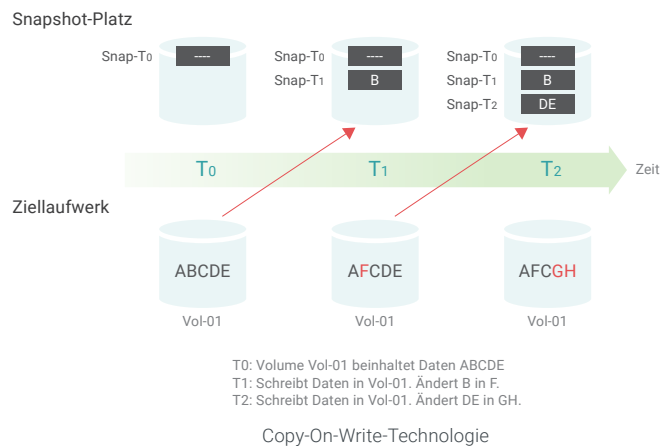 Snapshot-Platz
Snap-T0 ----
Snap-T0 ----
Snap-T1 B
Snap-T0 ----
Snap-T1 B
Snap-T2 DE
T0 T1 T2 Zeit
Ziellaufwerk
ABCDE AFCDE AFCGH
Vol-01 Vol-01 Vol-01
T0: Volume Vol-01 beinhaltet Daten ABCDE
T1: Schreibt Daten in Vol-01. Ändert B in F.
T2: Schreibt Daten in Vol-01. Ändert DE in GH.
Copy-On-Write-Technologie